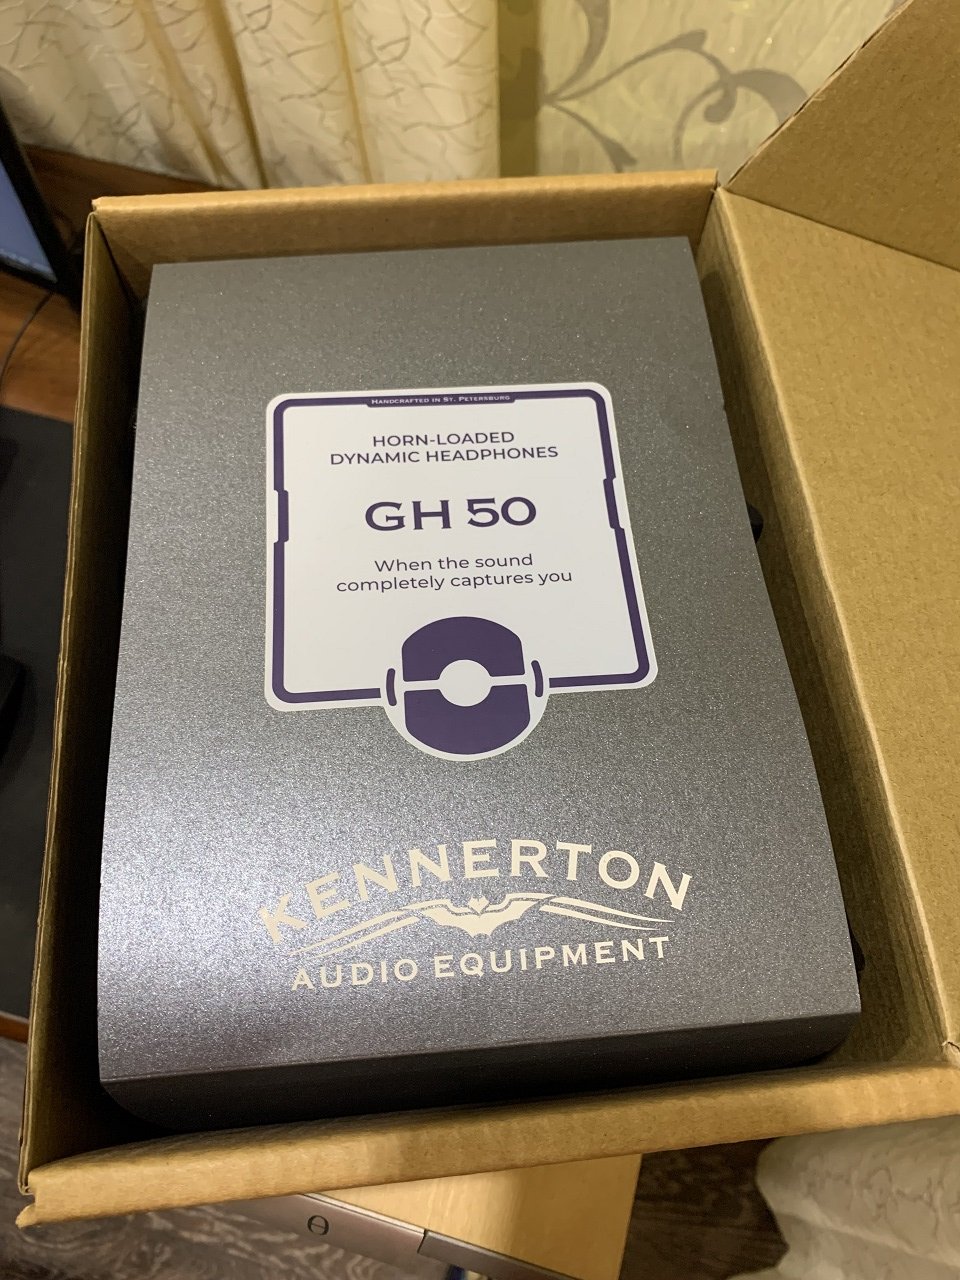 Handcrafted in St. Petersburg
HORN-LOADED
DYNAMIC HEADPHONES
GH 50
When the sound
completely captures you
KENNERTON
AUDIO EQUIPMENT